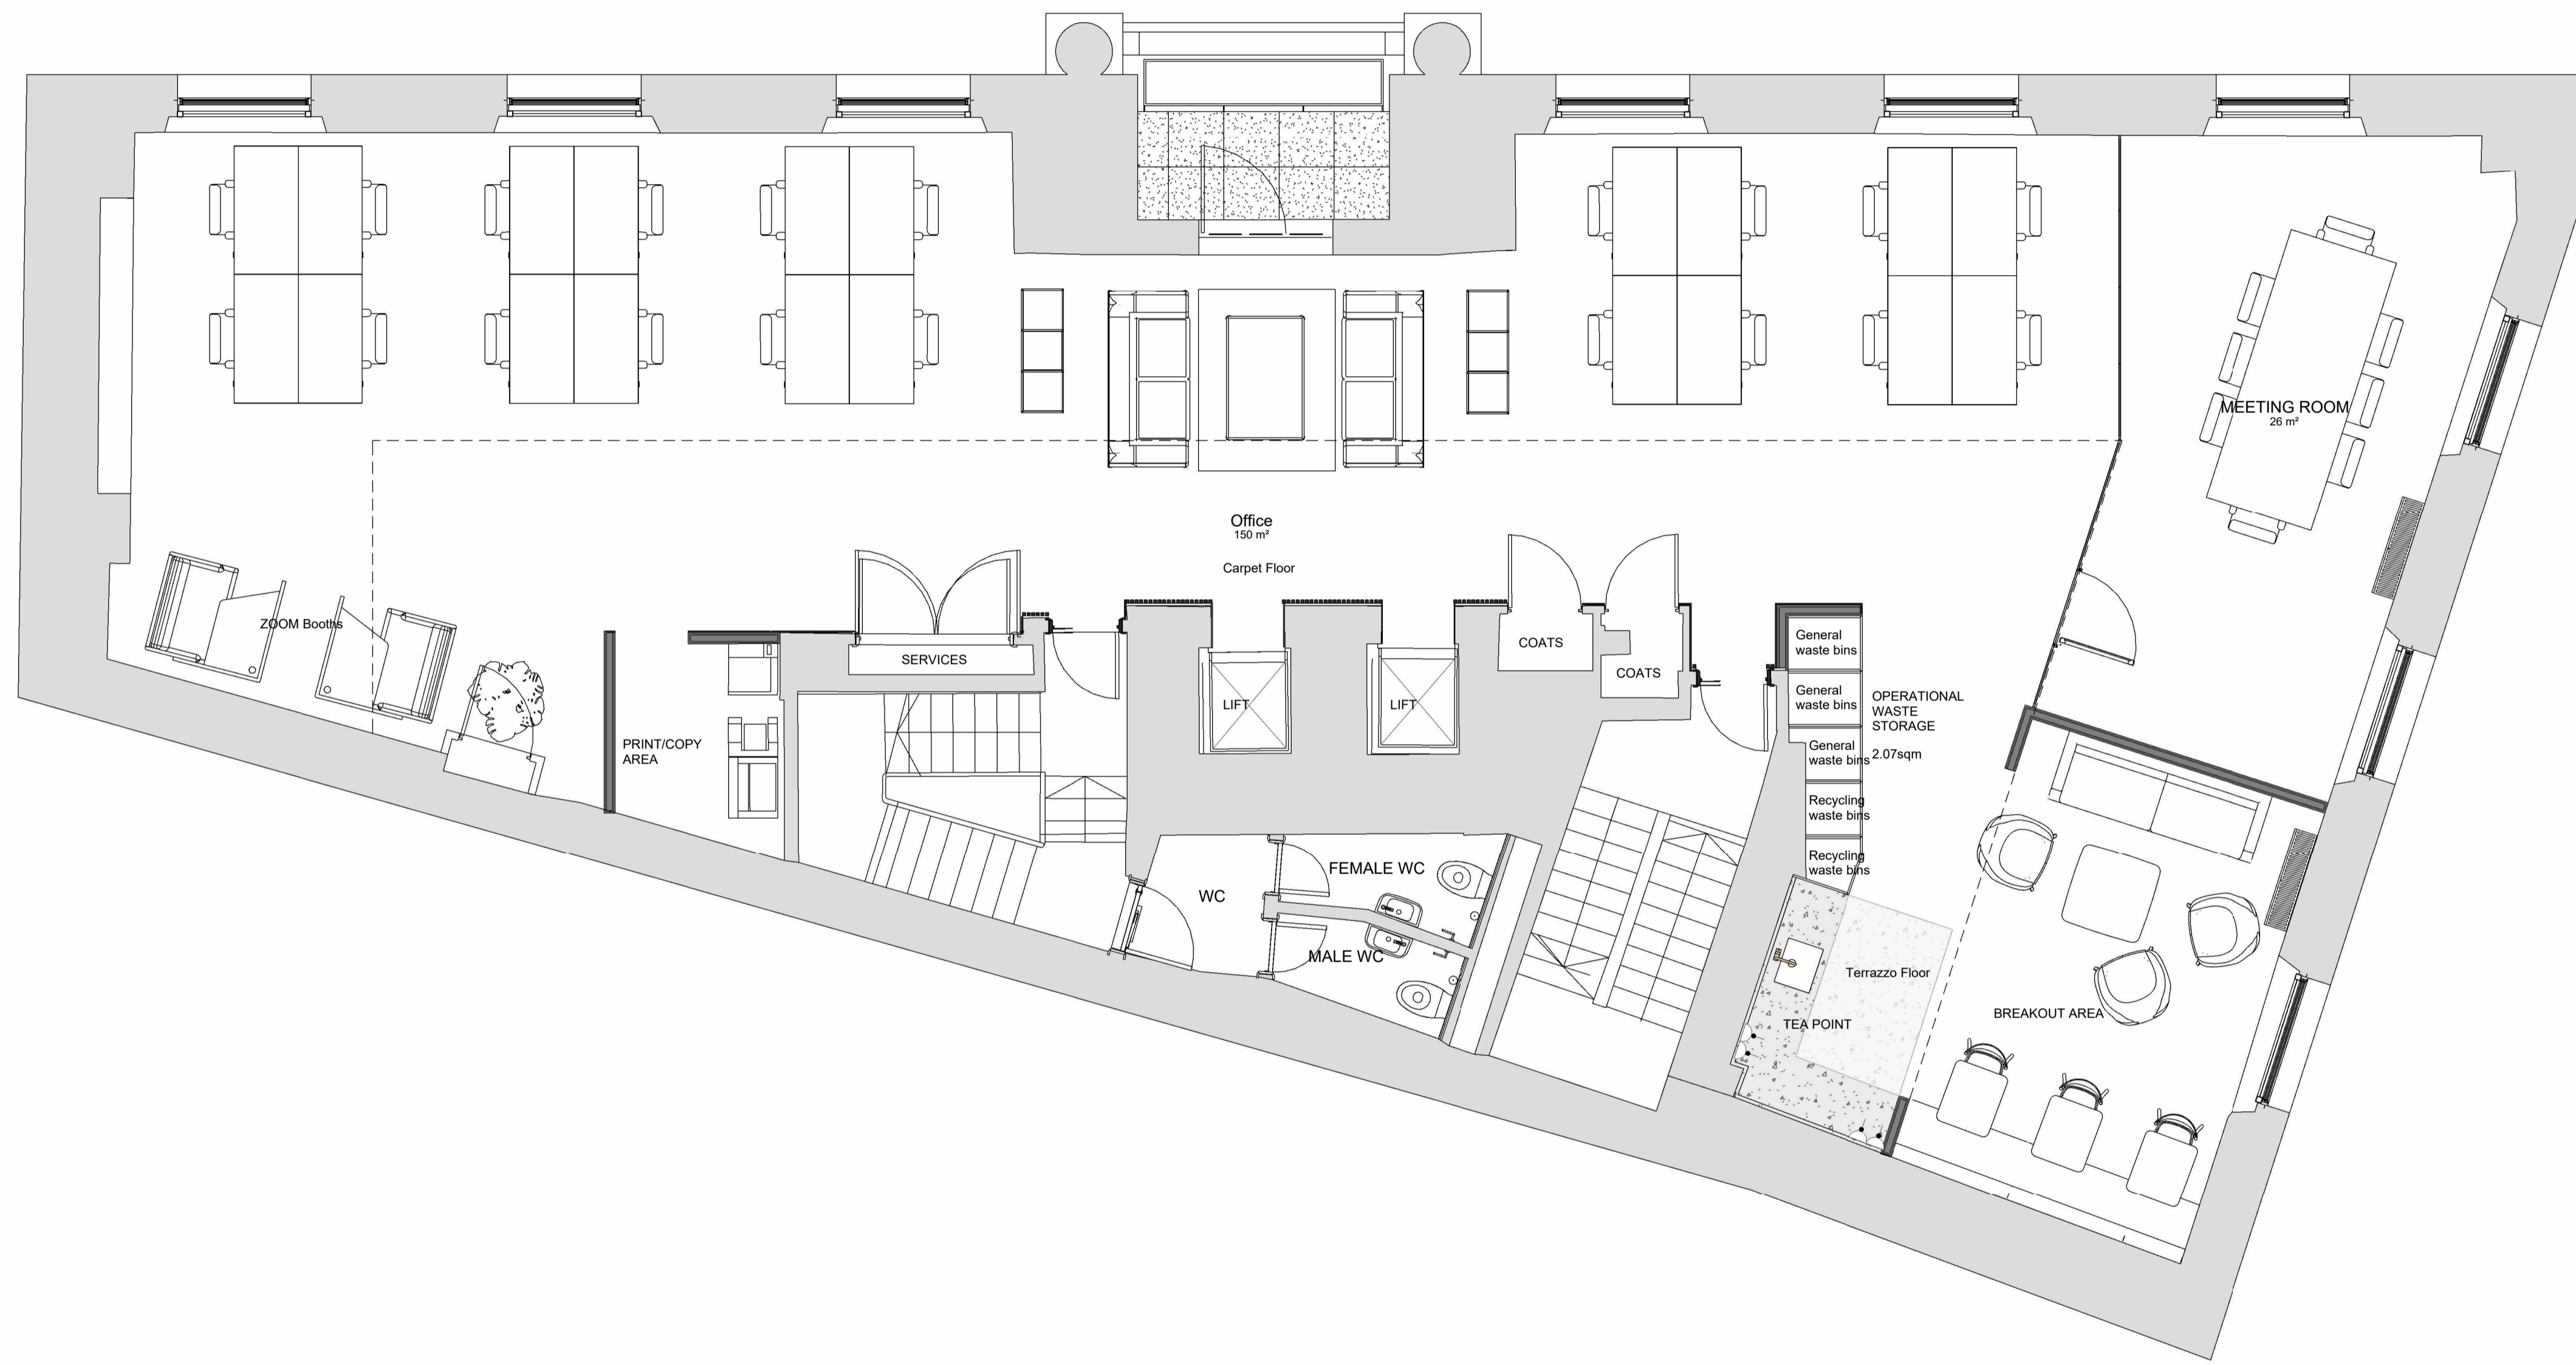 MEETING ROOM
26 m²
Office
150 m²
Carpet Floor
ZOOM Booths
PRINT/COPY
AREA
SERVICES
LIFT
LIFT
COATS
COATS
General
waste bins
General
waste bins
General
waste bins
Recycling
waste bins
Recycling
waste bins
OPERATIONAL
WASTE
STORAGE
2.07sqm
WC
FEMALE WC
MALE WC
Terrazzo Floor
TEA POINT
BREAKOUT AREA